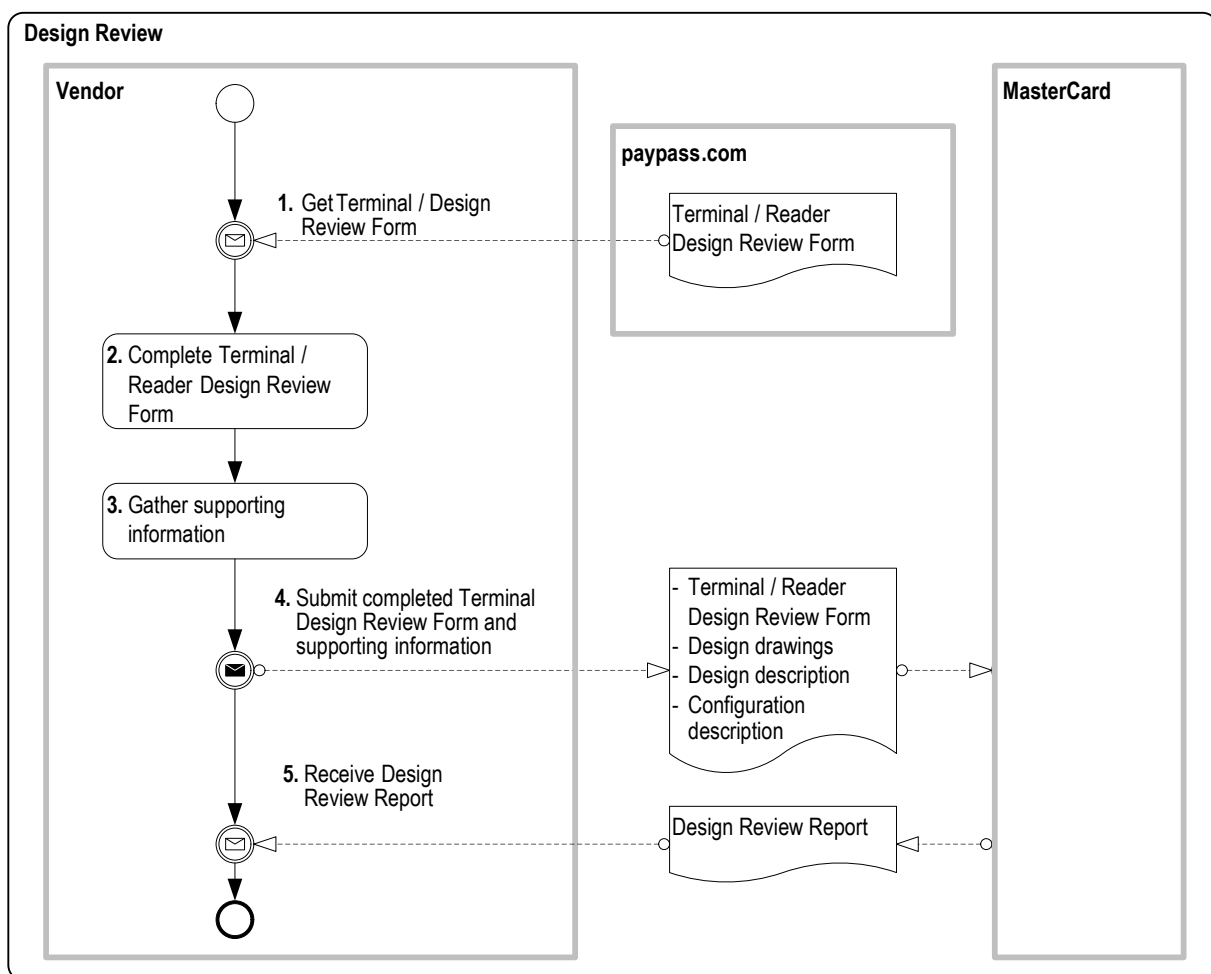 Design Review
Vendor
MasterCard
paypass.com
1. Get Terminal / Design
Review Form
Terminal / Reader
Design Review Form
2. Complete Terminal /
Reader Design Review
Form
3. Gather supporting
information
4. Submit completed Terminal
Design Review Form and
supporting information
- Terminal / Reader
Design Review Form
- Design drawings
- Design description
- Configuration
description
5. Receive Design
Review Report
Design Review Report